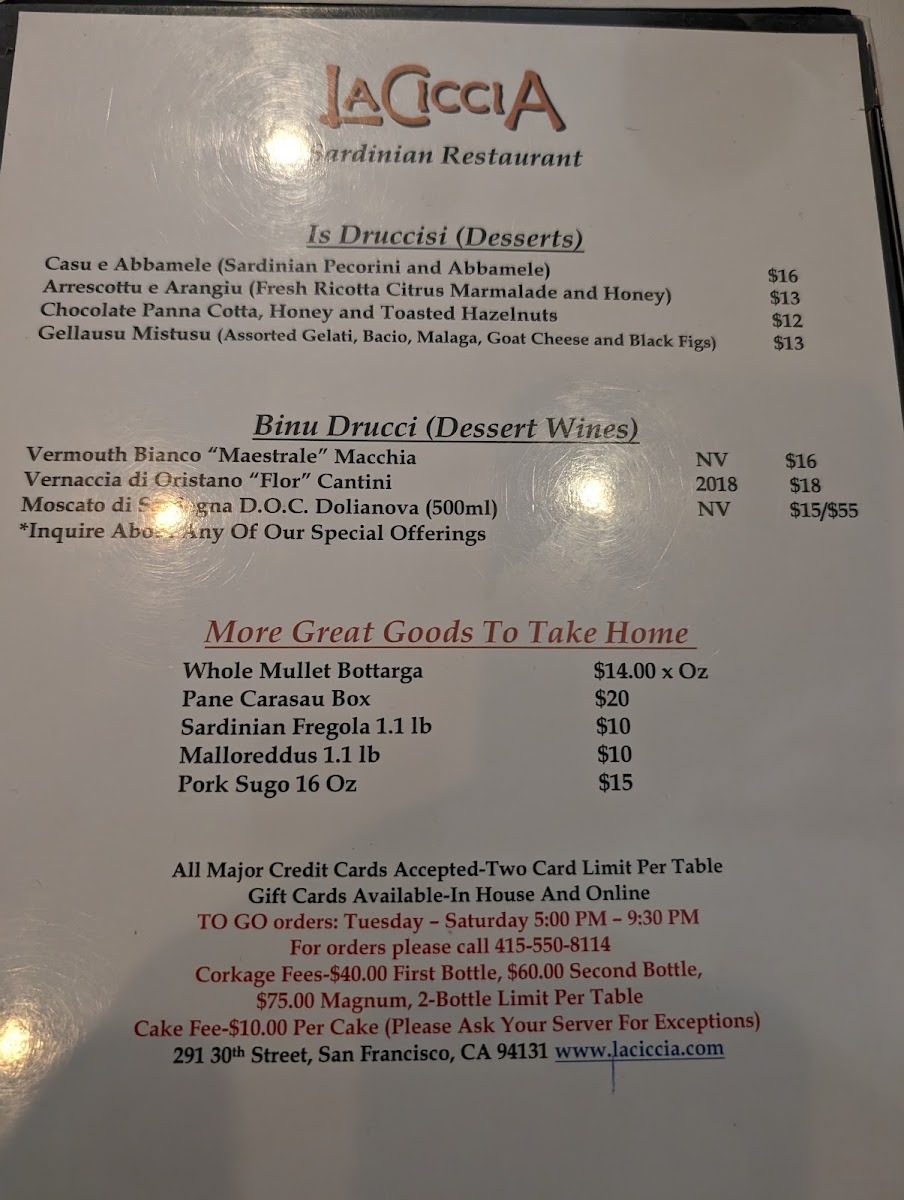 LA CICCIA
Sardinian Restaurant
Is Druccisi (Desserts)
Casu e Abbamele (Sardinian Pecorini and Abbamele) $16
Arrescottu e Arangiu (Fresh Ricotta Citrus Marmalade and Honey) $13
Chocolate Panna Cotta, Honey and Toasted Hazelnuts $12
Gellausu Mistusu (Assorted Gelati, Bacio, Malaga, Goat Cheese and Black Figs) $13
Binu Drucci (Dessert Wines)
Vermouth Bianco “Maestrale” Macchia NV $16
Vernaccia di Oristano “Flor” Cantini 2018 $18
Moscato di Sardegna D.O.C. Dolianova (500ml) NV $15/$55
*Inquire About Any Of Our Special Offerings
More Great Goods To Take Home
Whole Mullet Bottarga $14.00 x Oz
Pane Carasau Box $20
Sardinian Fregola 1.1 lb $10
Malloreddus 1.1 lb $10
Pork Sugo 16 Oz $15
All Major Credit Cards Accepted-Two Card Limit Per Table
Gift Cards Available-In House And Online
TO GO orders: Tuesday – Saturday 5:00 PM – 9:30 PM
For orders please call 415-550-8114
Corkage Fees-$40.00 First Bottle, $60.00 Second Bottle,
$75.00 Magnum, 2-Bottle Limit Per Table
Cake Fee-$10.00 Per Cake (Please Ask Your Server For Exceptions)
291 30th Street, San Francisco, CA 94131 www.laciccia.com